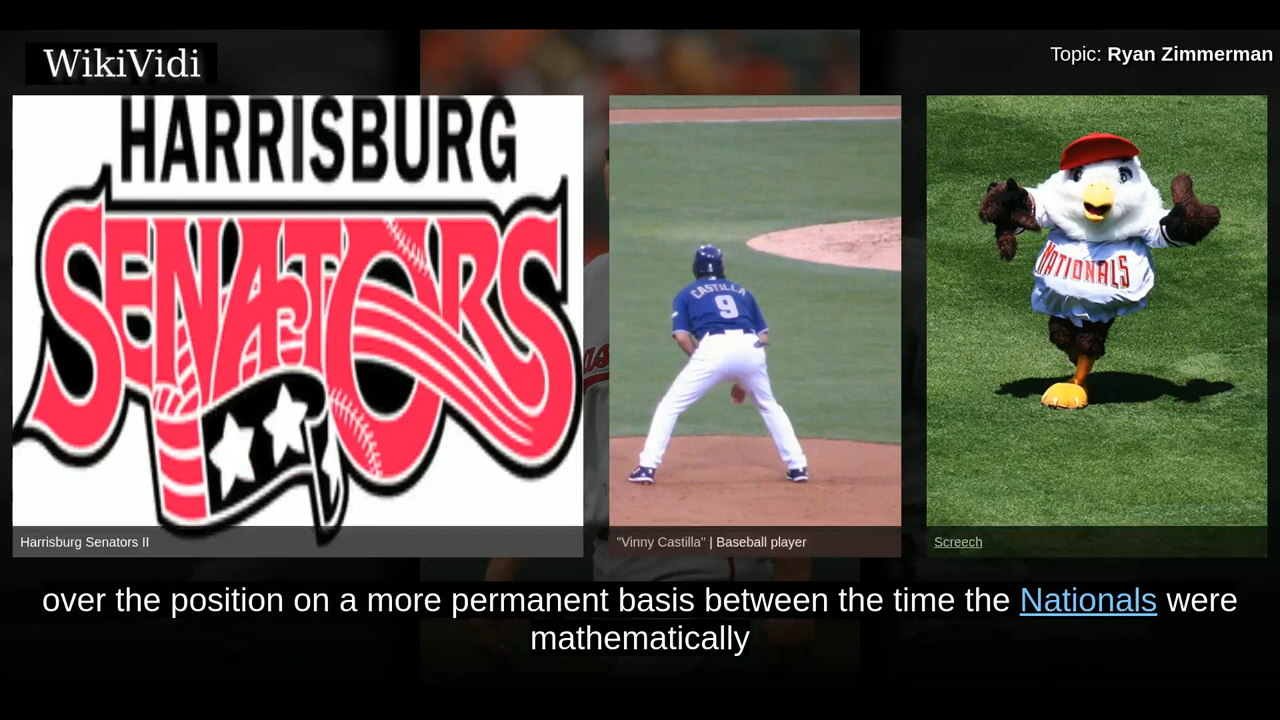 WikiVidi
Topic: Ryan Zimmerman
HARRISBURG
SENATORS
CASTILLA
9
NATIONALS
Harrisburg Senators II
"Vinny Castilla" | Baseball player
Screech
over the position on a more permanent basis between the time the Nationals were
mathematically